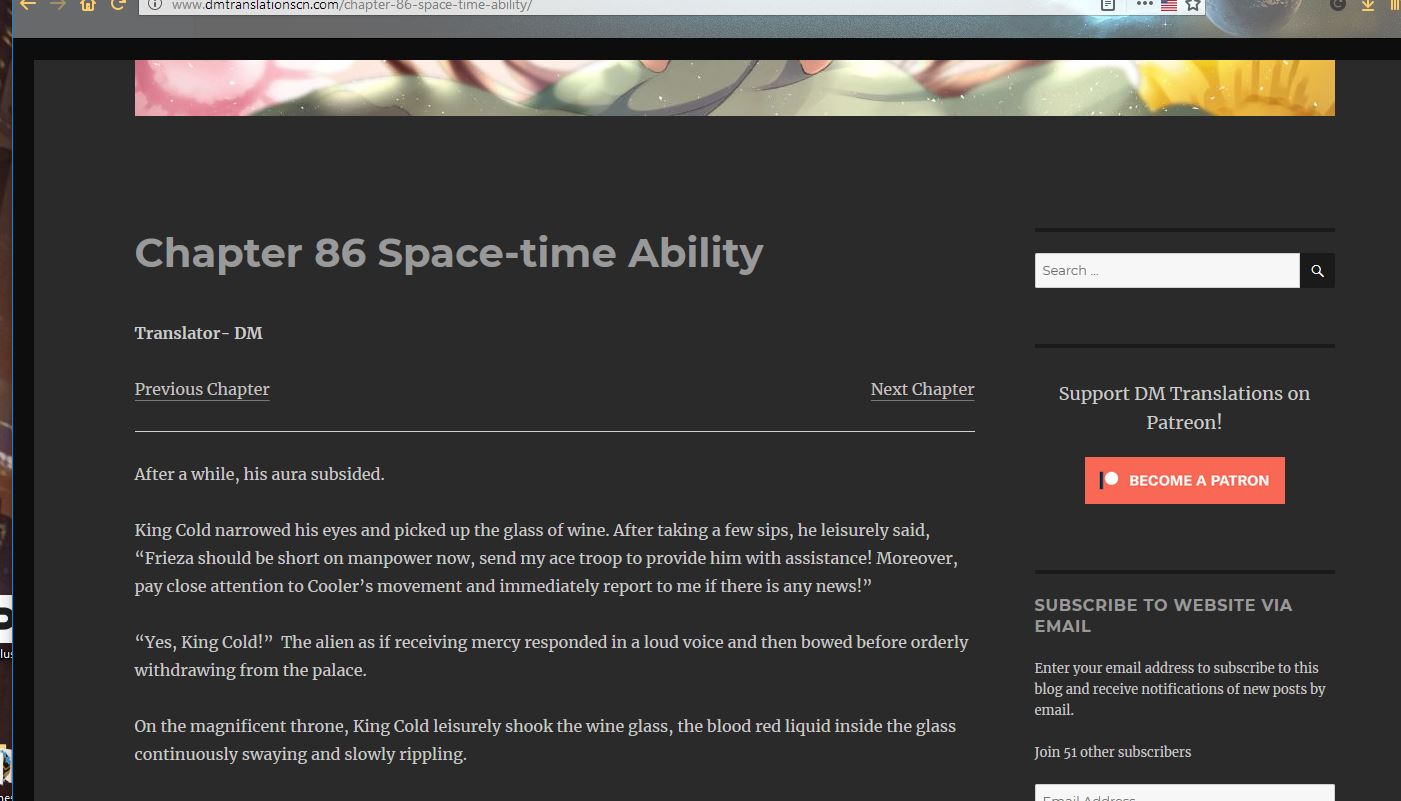 www.dmtranslationscn.com/chapter-86-space-time-ability/
Chapter 86 Space-time Ability
Translator- DM
Previous Chapter
Next Chapter
After a while, his aura subsided.
King Cold narrowed his eyes and picked up the glass of wine. After taking a few sips, he leisurely said,
“Frieza should be short on manpower now, send my ace troop to provide him with assistance! Moreover,
pay close attention to Cooler’s movement and immediately report to me if there is any news!”
“Yes, King Cold!”  The alien as if receiving mercy responded in a loud voice and then bowed before orderly
withdrawing from the palace.
On the magnificent throne, King Cold leisurely shook the wine glass, the blood red liquid inside the glass
continuously swaying and slowly rippling.
Search ...
Support DM Translations on
Patreon!
BECOME A PATRON
SUBSCRIBE TO WEBSITE VIA
EMAIL
Enter your email address to subscribe to this
blog and receive notifications of new posts by
email.
Join 51 other subscribers
Email Address